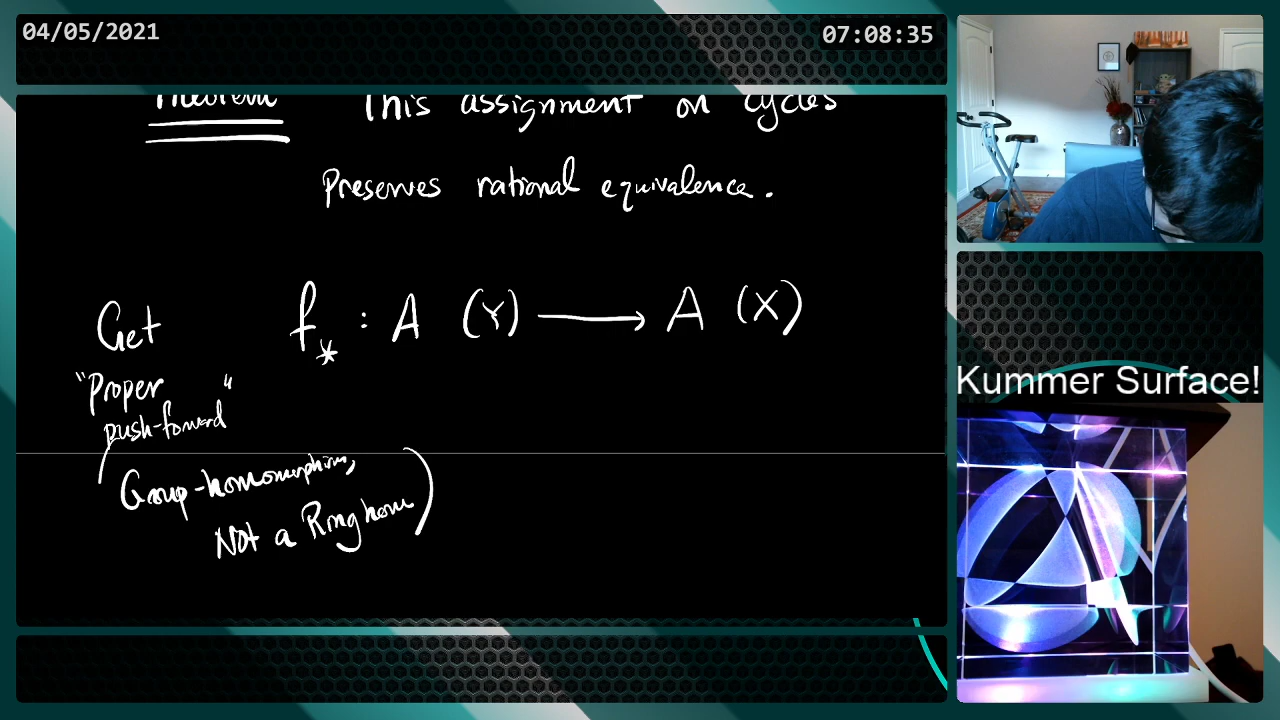 04/05/2021
07:08:35
Theorem This assignment on cycles
Preserves rational equivalence.
Get f* : A (Y) ⟶ A (X)
"Proper
push-forward"
(Group-homomorphism,
Not a Ring hom)
Kummer Surface!